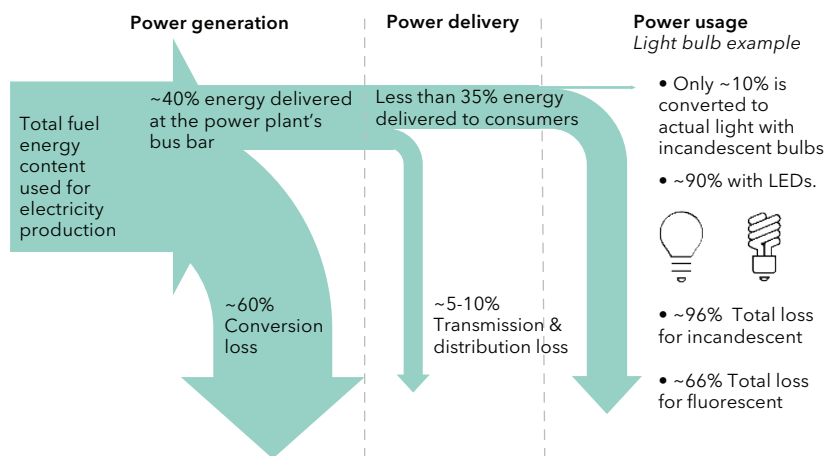 Power generation
Power delivery
Power usage
Light bulb example
Total fuel
energy
content
used for
electricity
production
~40% energy delivered
at the power plant's
bus bar
Less than 35% energy
delivered to consumers
• Only ~10% is
converted to
actual light with
incandescent bulbs
• ~90% with LEDs.
~60%
Conversion
loss
~5-10%
Transmission &
distribution loss
• ~96% Total loss
for incandescent
• ~66% Total loss
for fluorescent